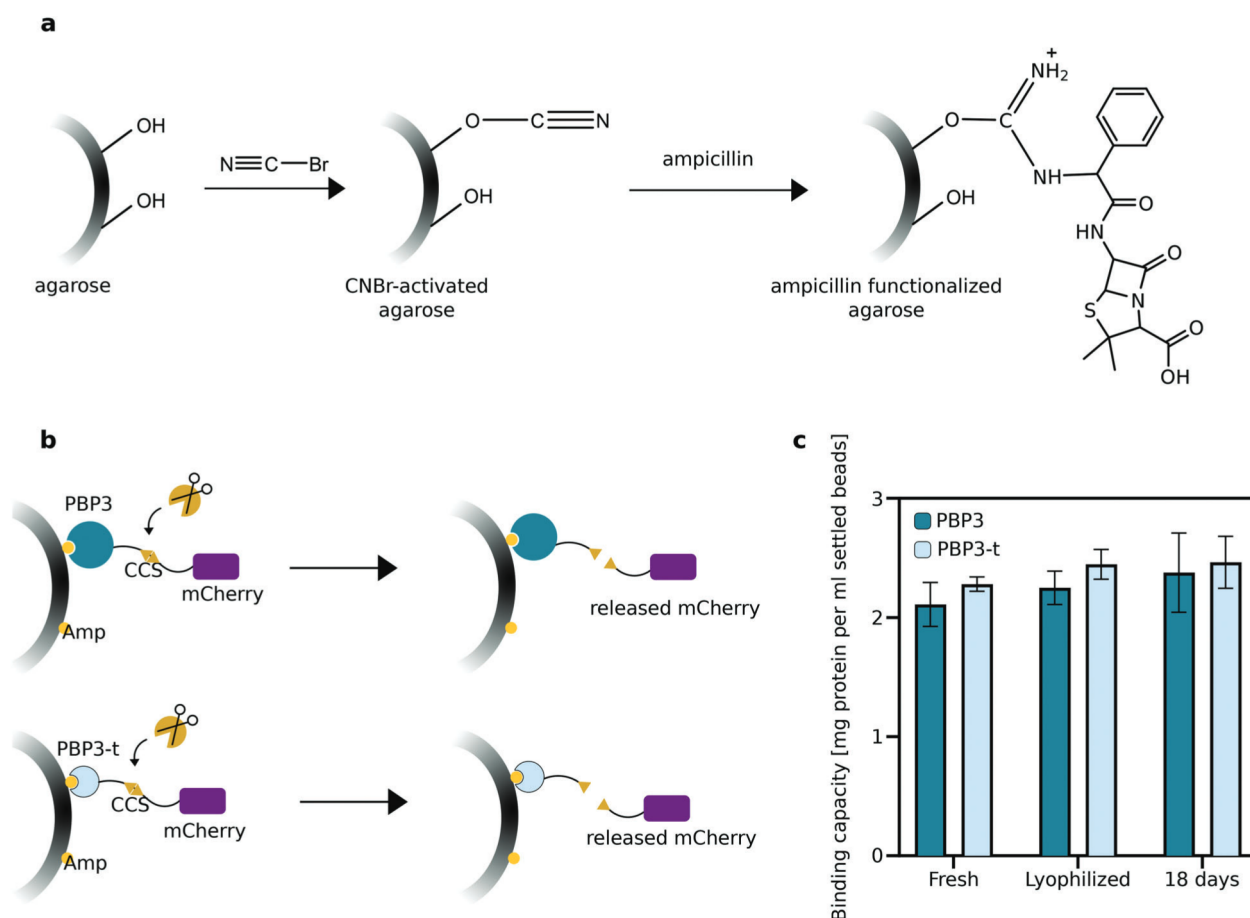 a
OH
OH
agarose
N≡C—Br
O—C≡N
OH
CNBr-activated
agarose
ampicillin
+
NH2
O
C
NH
O
OH
HN
O
N
S
O
OH
ampicillin functionalized
agarose
b
PBP3
CCS
mCherry
Amp
released mCherry
PBP3-t
CCS
mCherry
Amp
released mCherry
c
Binding capacity [mg protein per ml settled beads]
3
2
1
0
PBP3
PBP3-t
Fresh
Lyophilized
18 days